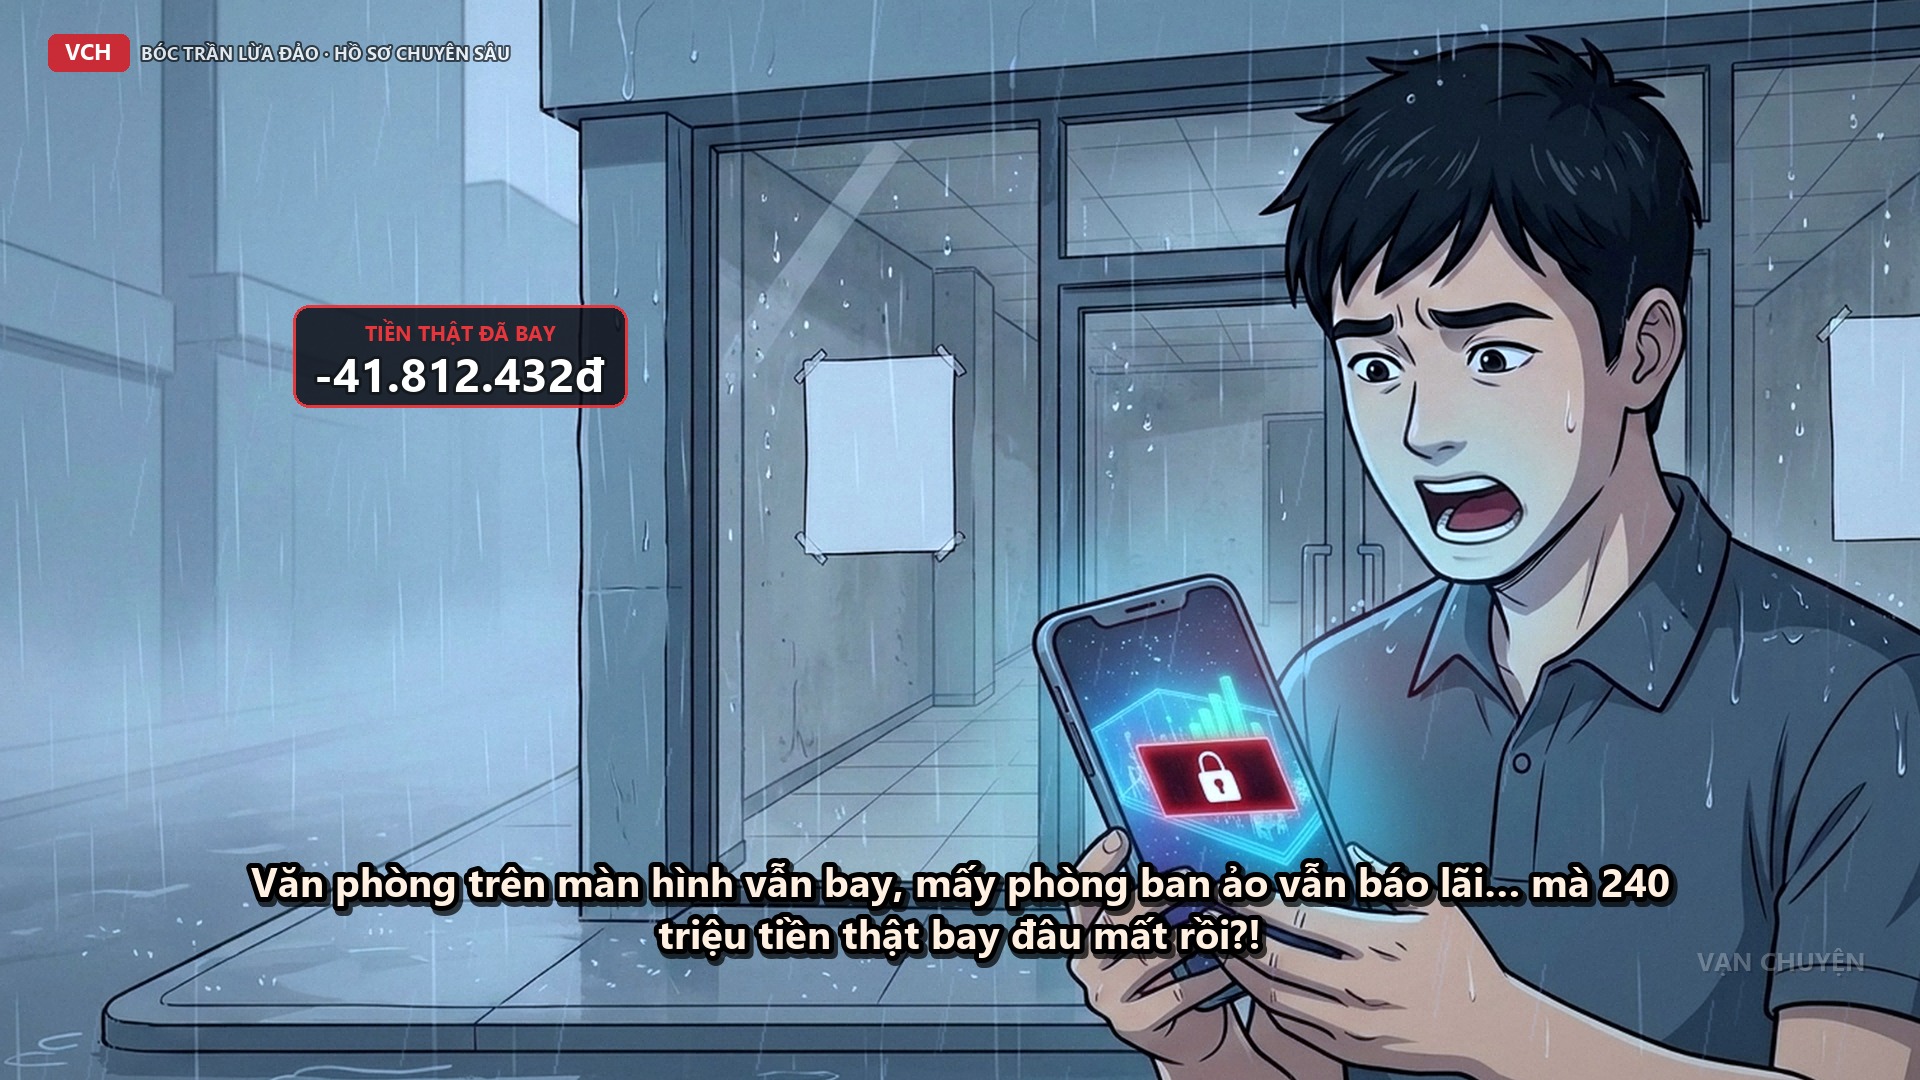 VCH BÓC TRẦN LỪA ĐẢO · HỒ SƠ CHUYÊN SÂU
TIỀN THẬT ĐÃ BAY
-41.812.432đ
Văn phòng trên màn hình vẫn bay, mấy phòng ban ảo vẫn báo lãi... mà 240
triệu tiền thật bay đâu mất rồi?!
VẠN CHUYỆN